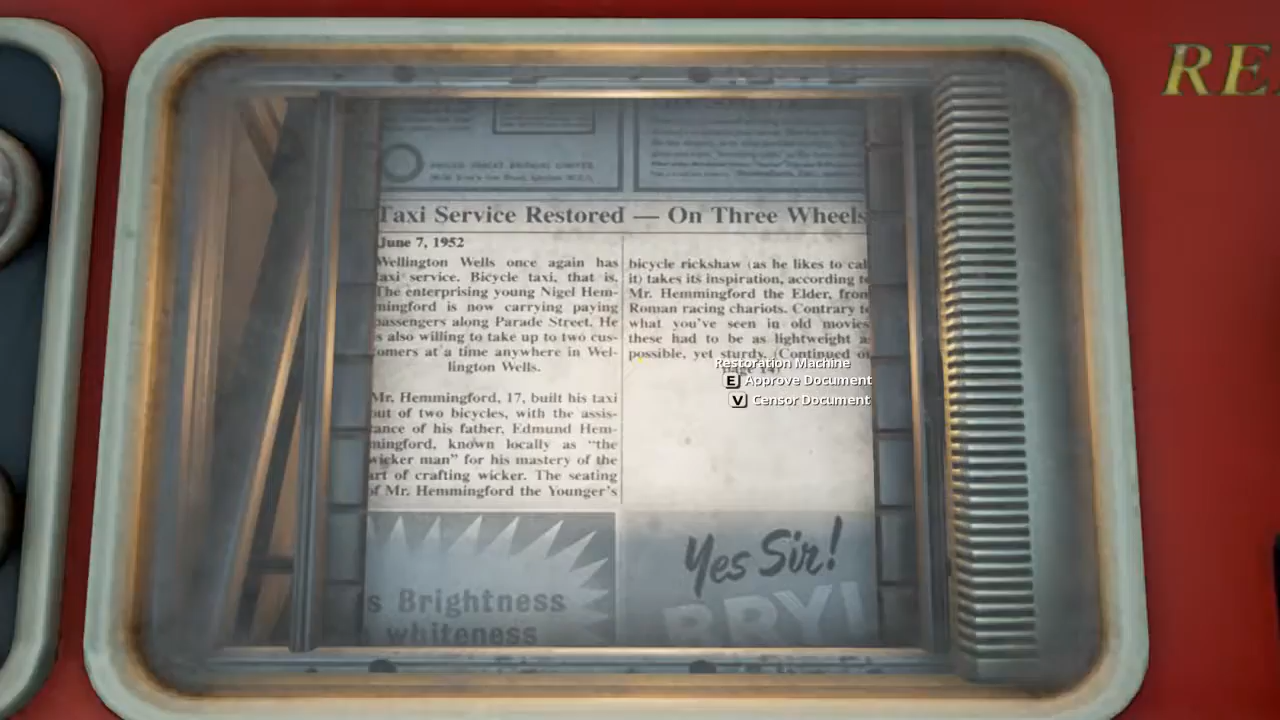 RE
Taxi Service Restored — On Three Wheels
June 7, 1952
Wellington Wells once again has
taxi service. Bicycle taxi, that is.
The enterprising young Nigel Hem-
mingford is now carrying paying
passengers along Parade Street. He
is also willing to take up to two cus-
tomers at a time anywhere in Wel-
lington Wells.
Mr. Hemmingford, 17, built his taxi
out of two bicycles, with the assis-
tance of his father, Edmund Hem-
mingford, known locally as "the
wicker man" for his mastery of the
art of crafting wicker. The seating
of Mr. Hemmingford the Younger's
bicycle rickshaw (as he likes to call
it) takes its inspiration, according to
Mr. Hemmingford the Elder, from
Roman racing chariots. Contrary to
what you've seen in old movies
these had to be as lightweight as
possible, yet sturdy. (Continued on
page 14)
Restoration Machine
E Approve Document
V Censor Document
s Brightness
whiteness
Yes Sir!
BRYL